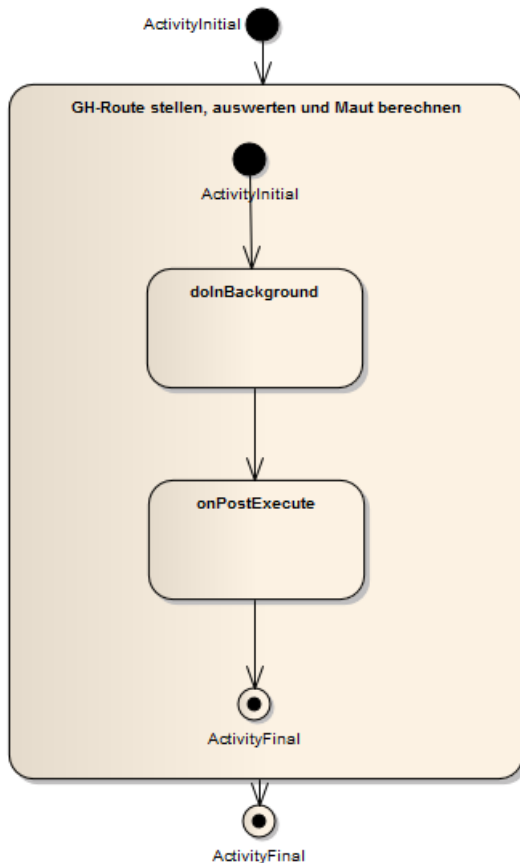 ActivityInitial
GH-Route stellen, auswerten und Maut berechnen
ActivityInitial
doInBackground
onPostExecute
ActivityFinal
ActivityFinal